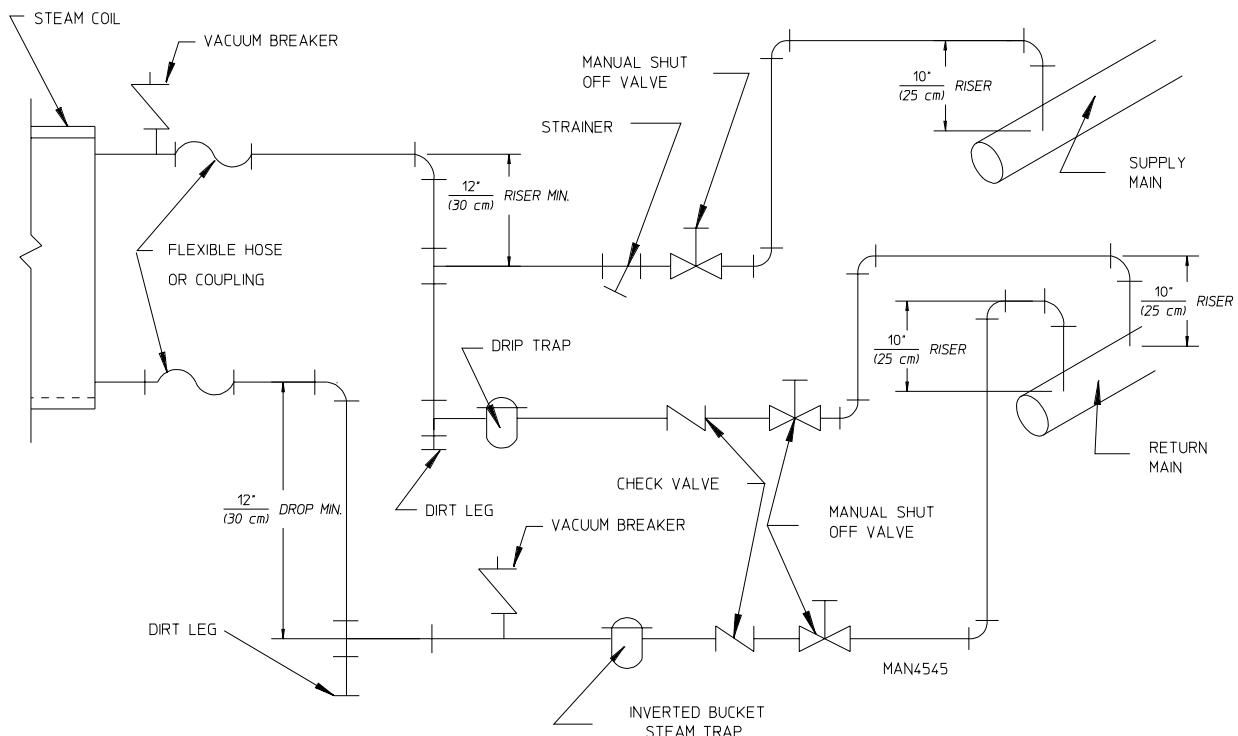 STEAM COIL
VACUUM BREAKER
MANUAL SHUT
OFF VALVE
10"
(25 cm) RISER
STRAINER
SUPPLY
MAIN
12"
(30 cm) RISER MIN.
FLEXIBLE HOSE
OR COUPLING
10"
(25 cm) RISER
10"
(25 cm) RISER
DRIP TRAP
RETURN
MAIN
CHECK VALVE
12"
(30 cm) DROP MIN.
DIRT LEG
VACUUM BREAKER
MANUAL SHUT
OFF VALVE
DIRT LEG
MAN4545
INVERTED BUCKET
STEAM TRAP